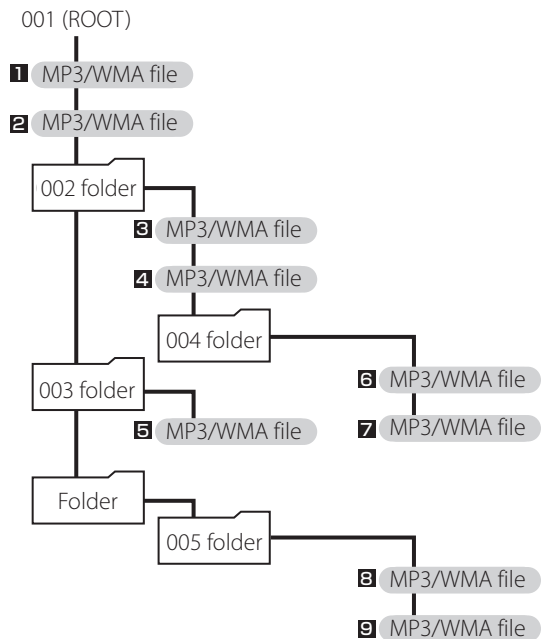 001 (ROOT)
1 MP3/WMA file
2 MP3/WMA file
002 folder
3 MP3/WMA file
4 MP3/WMA file
004 folder
003 folder
6 MP3/WMA file
5 MP3/WMA file
7 MP3/WMA file
Folder
005 folder
8 MP3/WMA file
9 MP3/WMA file